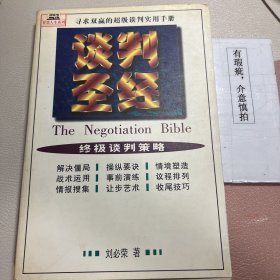 寻求双赢的超级谈判实用手册
谈判
圣经
The Negotiation Bible
终极谈判策略
解决僵局 操纵要诀 情境塑造
战术运用 事前演练 议程排列
情报搜集 让步艺术 收尾技巧
刘必荣 著
有瑕疵，介意慎拍